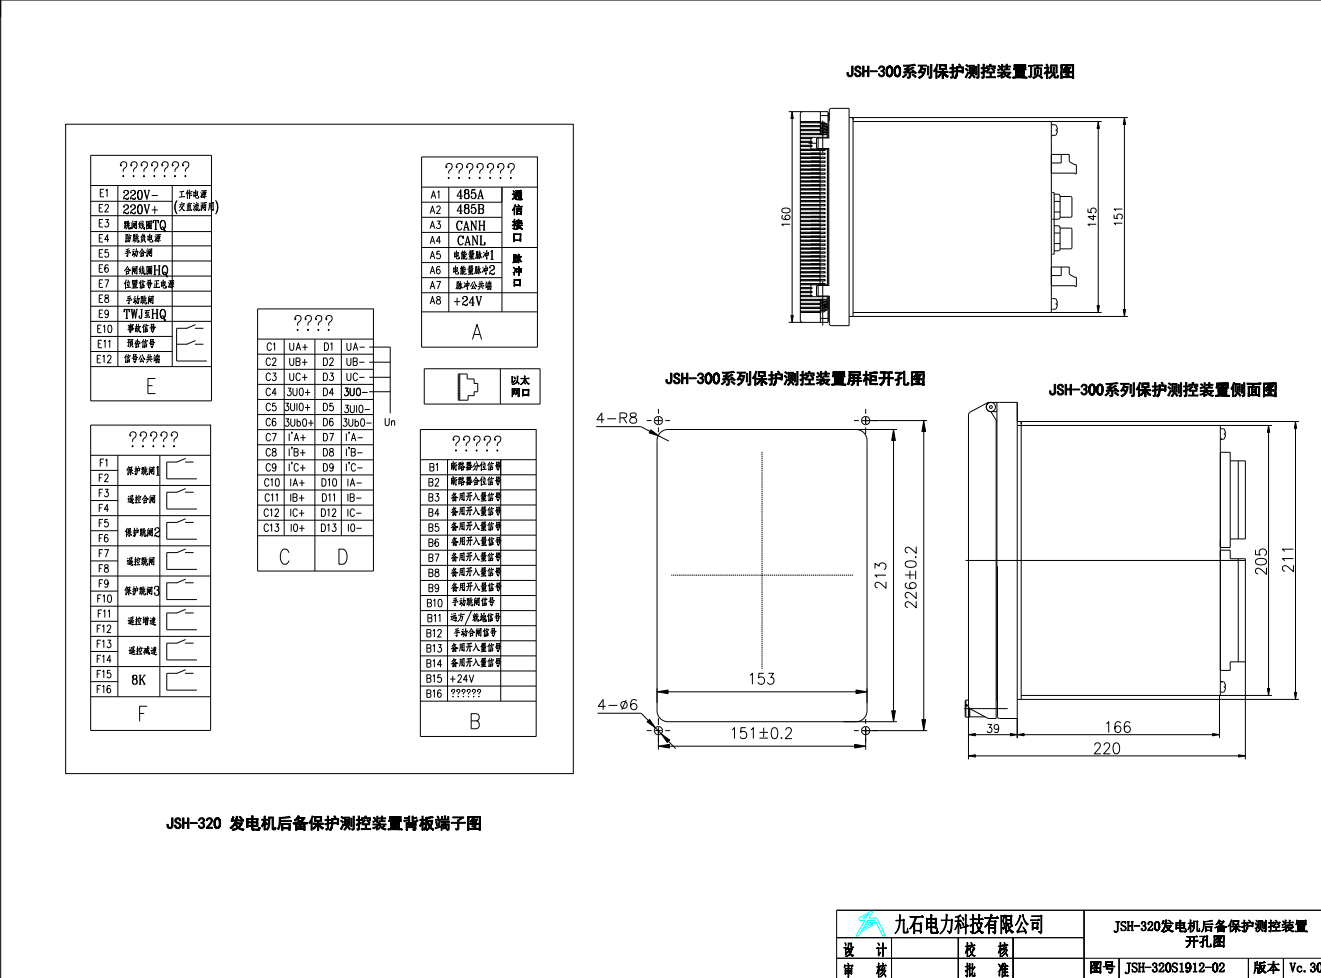 JSH-300系列保护测控装置顶视图
160
145
151
???????
E1 220V- 工作电源
E2 220V+ (交直流两用)
E3 跳闸线圈TQ
E4 防跳负电源
E5 手动合闸
E6 合闸线圈HQ
E7 位置信号正电源
E8 手动跳闸
E9 TWJ至HQ
E10 事故信号
E11 预告信号
E12 信号公共端
E
?????
F1
保护跳闸1
F2
F3
遥控合闸
F4
F5
保护跳闸2
F6
F7
遥控跳闸
F8
F9
保护跳闸3
F10
F11
遥控增速
F12
F13
遥控减速
F14
F15
8K
F16
F
????
C1 UA+ D1 UA-
C2 UB+ D2 UB-
C3 UC+ D3 UC-
C4 3U0+ D4 3U0-
C5 3UI0+ D5 3UI0-
C6 3Ub0+ D6 3Ub0- Un
C7 I'A+ D7 I'A-
C8 I'B+ D8 I'B-
C9 I'C+ D9 I'C-
C10 IA+ D10 IA-
C11 IB+ D11 IB-
C12 IC+ D12 IC-
C13 I0+ D13 I0-
C D
???????
A1 485A
A2 485B
A3 CANH
A4 CANL
通信接口
A5 电能量脉冲1
A6 电能量脉冲2
A7 脉冲公共端
A8 +24V
脉冲口
A
以太
网口
?????
B1 断路器分位信号
B2 断路器合位信号
B3 备用开入量信号
B4 备用开入量信号
B5 备用开入量信号
B6 备用开入量信号
B7 备用开入量信号
B8 备用开入量信号
B9 备用开入量信号
B10 手动跳闸信号
B11 远方/就地信号
B12 手动合闸信号
B13 备用开入量信号
B14 备用开入量信号
B15 +24V
B16 ??????
B
JSH-320 发电机后备保护测控装置背板端子图
JSH-300系列保护测控装置屏柜开孔图
4-R8
213
226±0.2
153
4-ø6
151±0.2
JSH-300系列保护测控装置侧面图
205
211
39
166
220
九石电力科技有限公司
设 计
校 核
审 核
批 准
JSH-320发电机后备保护测控装置
开孔图
图号 JSH-320S1912-02 版本 Vc.30